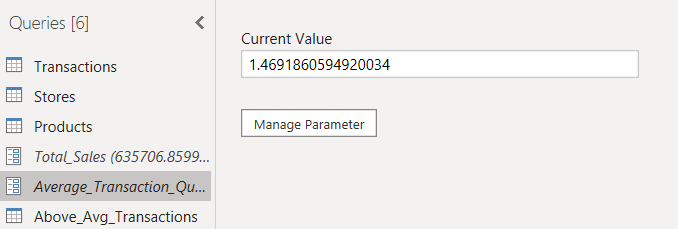 Queries [6]
Transactions
Stores
Products
Total_Sales (635706.8599...
Average_Transaction_Qu...
Above_Avg_Transactions
Current Value
1.4691860594920034
Manage Parameter